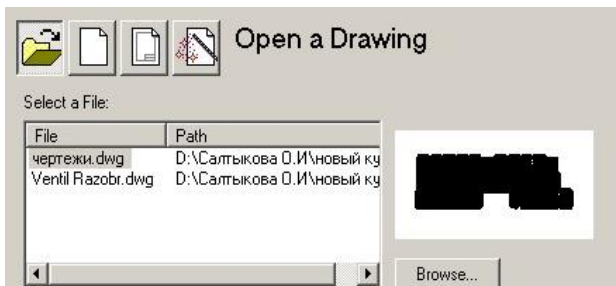 Open a Drawing
Select a File:
File Path
чертежи.dwg D:\Салтыкова О.И\новый ку
Ventil Razobr.dwg D:\Салтыкова О.И\новый ку
Browse...